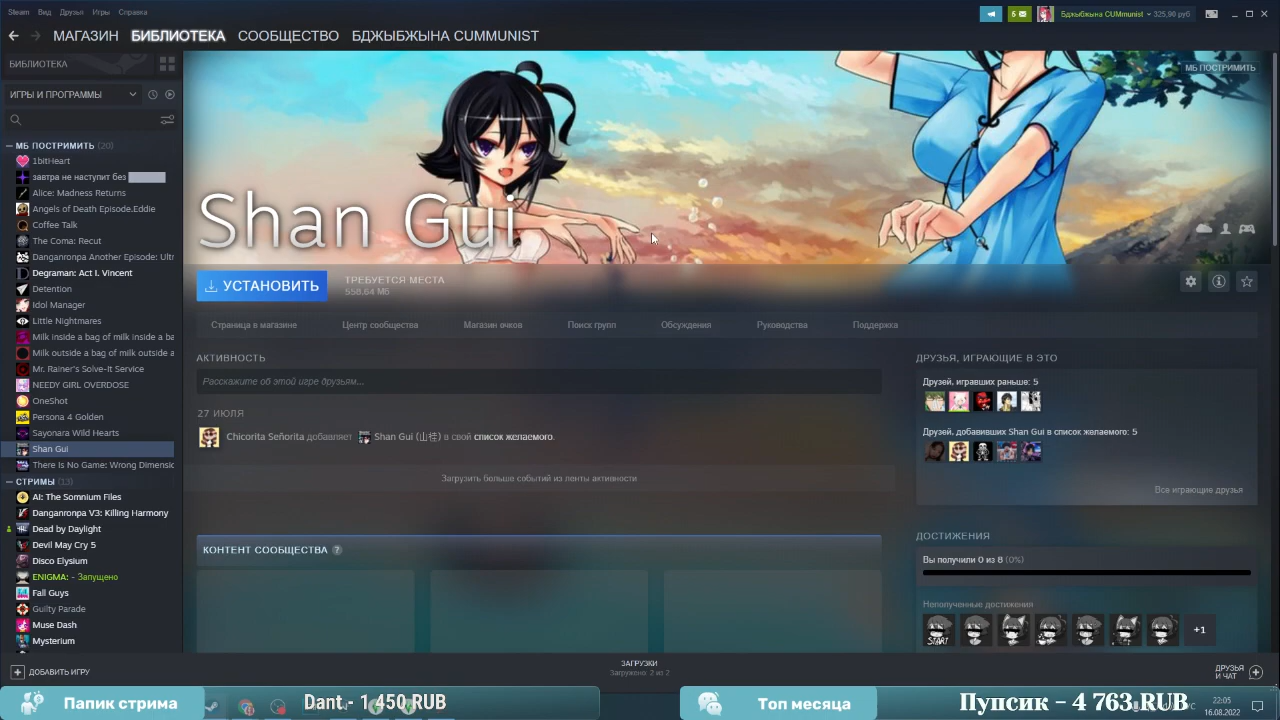 Steam Вид Друзья Игры Справка
6
Бджыбжына CUMmunist
325,90 руб
МАГАЗИН БИБЛИОТЕКА СООБЩЕСТВО БДЖЫБЖЫНА CUMMUNIST
БИБЛИОТЕКА
МБ ПОСТРИМИТЬ
ИГРЫ И ПРОГРАММЫ
МБ ПОСТРИМИТЬ (20)
1bitHeart
завтра не наступит без
Alice: Madness Returns
Angels of Death Episode.Eddie
Coffee Talk
The Coma: Recut
Danganronpa Another Episode: Ultr
Degraman: Act I. Vincent
Detention
Idol Manager
Little Nightmares
Milk inside a bag of milk inside a ba
Milk outside a bag of milk outside a
Mr. Rainer's Solve-It Service
NEEDY GIRL OVERDOSE
OneShot
Persona 4 Golden
Sayonara Wild Hearts
Shan Gui
There Is No Game: Wrong Dimensic
СТРИМЫ (13)
AI: The Somnium Files
Danganronpa V3: Killing Harmony
Dead by Daylight
Devil May Cry 5
Disco Elysium
ENIGMA: - Запущено
Fall Guys
Guilty Parade
Muse Dash
Mysterium
Shan Gui
УСТАНОВИТЬ
ТРЕБУЕТСЯ МЕСТА
558.64 Мб
Страница в магазине Центр сообщества Магазин очков Поиск групп Обсуждения Руководства Поддержка
АКТИВНОСТЬ
Расскажите об этой игре друзьям...
27 ИЮЛЯ
Chicorita Señorita добавляет Shan Gui (山桂) в свой список желаемого.
Загрузить больше событий из ленты активности
КОНТЕНТ СООБЩЕСТВА ?
ДРУЗЬЯ, ИГРАЮЩИЕ В ЭТО
Друзей, игравших раньше: 5
Друзей, добавивших Shan Gui в список желаемого: 5
Все играющие друзья
ДОСТИЖЕНИЯ
Вы получили 0 из 8 (0%)
Неполученные достижения
START
+1
ДОБАВИТЬ ИГРУ
ЗАГРУЗКИ
Загружено: 2 из 2
ДРУЗЬЯ
И ЧАТ
Папик стрима
Dant - 1 450 RUB
Топ месяца
Пупсик - 4 763 RUB
22:05
16.08.2022